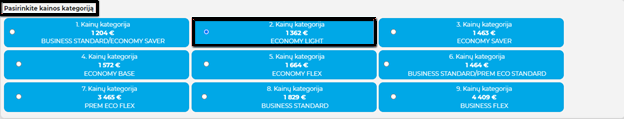 Pasirinkite kainos kategoriją
1. Kainų kategorija
1 204 €
BUSINESS STANDARD/ECONOMY SAVER
2. Kainų kategorija
1 362 €
ECONOMY LIGHT
3. Kainų kategorija
1 463 €
ECONOMY SAVER
4. Kainų kategorija
1 572 €
ECONOMY BASE
5. Kainų kategorija
1 664 €
ECONOMY FLEX
6. Kainų kategorija
1 464 €
BUSINESS STANDARD/PREM ECO STANDARD
7. Kainų kategorija
3 465 €
PREM ECO FLEX
8. Kainų kategorija
1 829 €
BUSINESS STANDARD
9. Kainų kategorija
4 409 €
BUSINESS FLEX